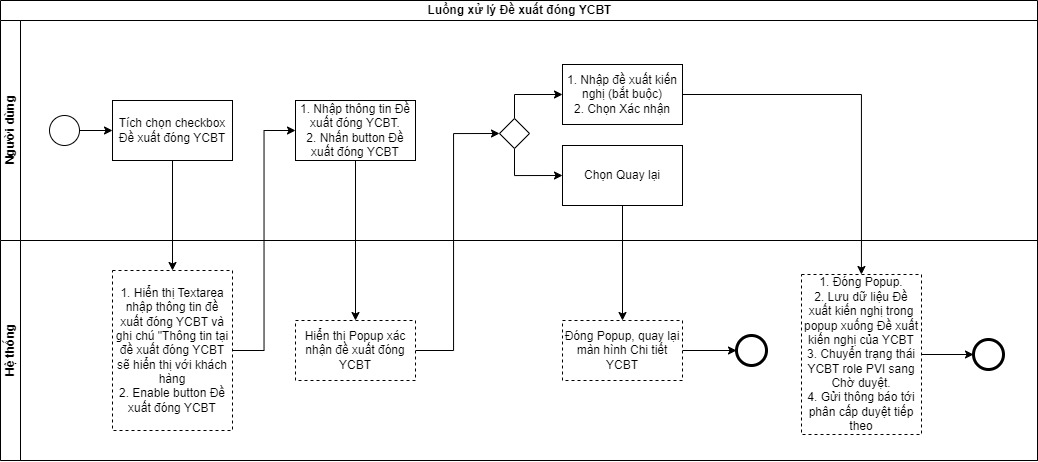 Luồng xử lý Đề xuất đóng YCBT
Người dùng
Tích chọn checkbox
Đề xuất đóng YCBT
1. Nhập thông tin Đề
xuất đóng YCBT.
2. Nhấn button Đề
xuất đóng YCBT
1. Nhập đề xuất kiến
nghị (bắt buộc)
2. Chọn Xác nhận
Chọn Quay lại
Hệ thống
1. Hiển thị Textarea
nhập thông tin đề
xuất đóng YCBT và
ghi chú "Thông tin tại
đề xuất đóng YCBT
sẽ hiển thị với khách
hàng
2. Enable button Đề
xuất đóng YCBT
Hiển thị Popup xác
nhận đề xuất đóng
YCBT
Đóng Popup, quay lại
màn hình Chi tiết
YCBT
1. Đóng Popup.
2. Lưu dữ liệu Đề
xuất kiến nghị trong
popup xuống Đề xuất
kiến nghị của YCBT
3. Chuyển trạng thái
YCBT role PVI sang
Chờ duyệt.
4. Gửi thông báo tới
phân cấp duyệt tiếp
theo